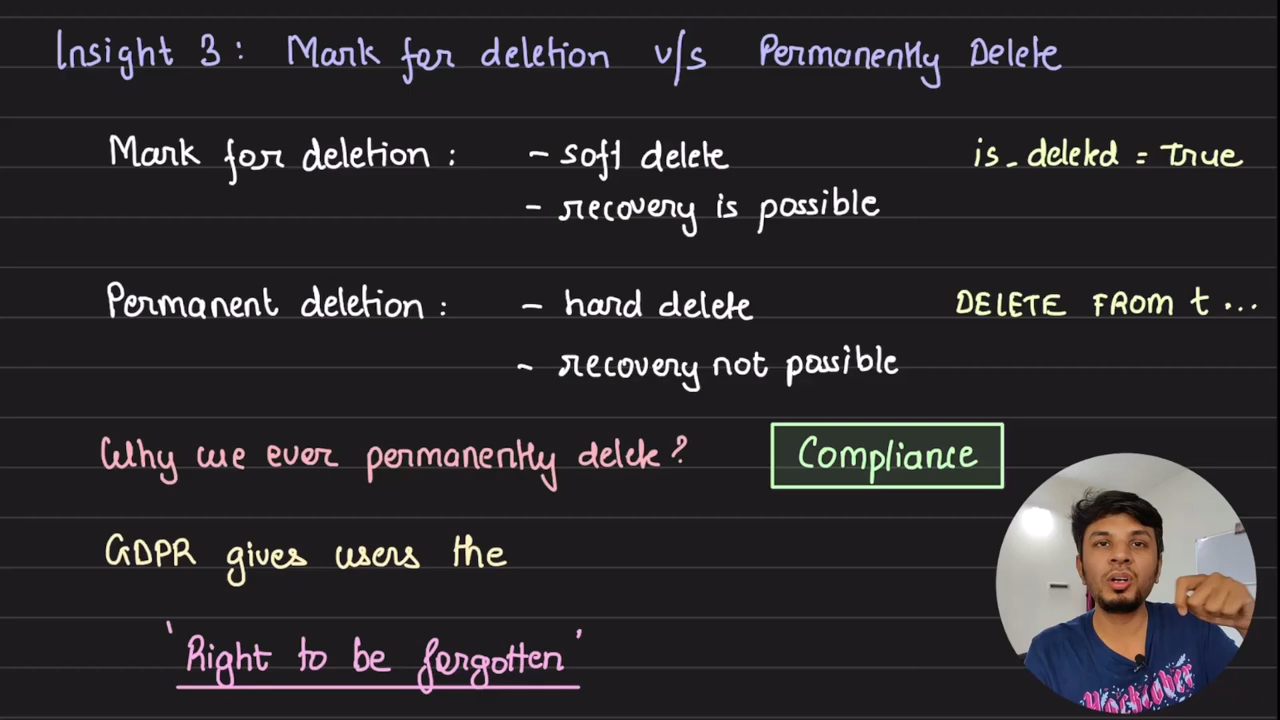 Insight 3: Mark for deletion v/s Permanently Delete
Mark for deletion : - soft delete is_deleted = true
- recovery is possible
Permanent deletion : - hard delete DELETE FROM t ...
- recovery not possible
Why we ever permanently delete? Compliance
GDPR gives users the
'Right to be forgotten'